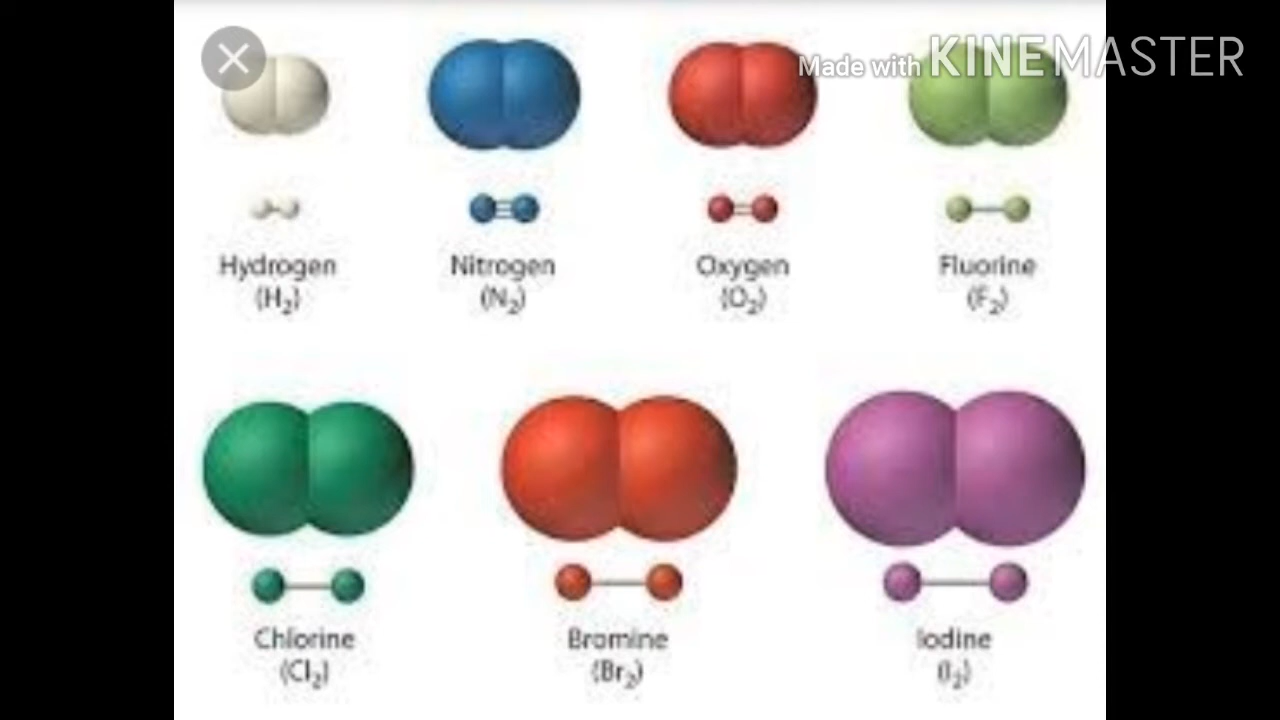 Made with KINEMASTER
Hydrogen
(H₂)
Nitrogen
(N₂)
Oxygen
(O₂)
Fluorine
(F₂)
Chlorine
(Cl₂)
Bromine
(Br₂)
Iodine
(I₂)